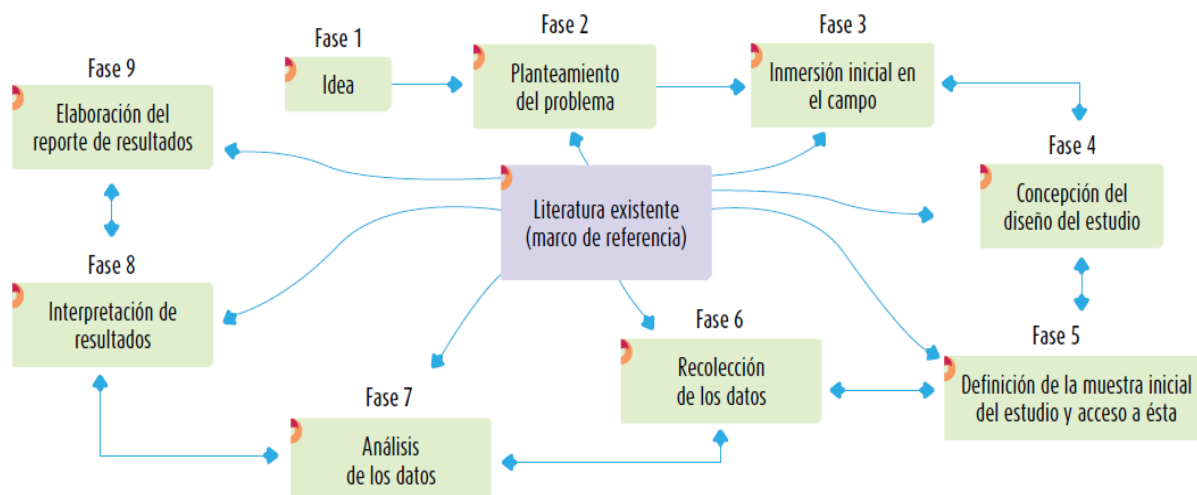 Fase 1
Idea
Fase 2
Planteamiento
del problema
Fase 3
Inmersión inicial en
el campo
Fase 4
Concepción del
diseño del estudio
Fase 5
Definición de la muestra inicial
del estudio y acceso a ésta
Fase 6
Recolección
de los datos
Fase 7
Análisis
de los datos
Fase 8
Interpretación de
resultados
Fase 9
Elaboración del
reporte de resultados
Literatura existente
(marco de referencia)